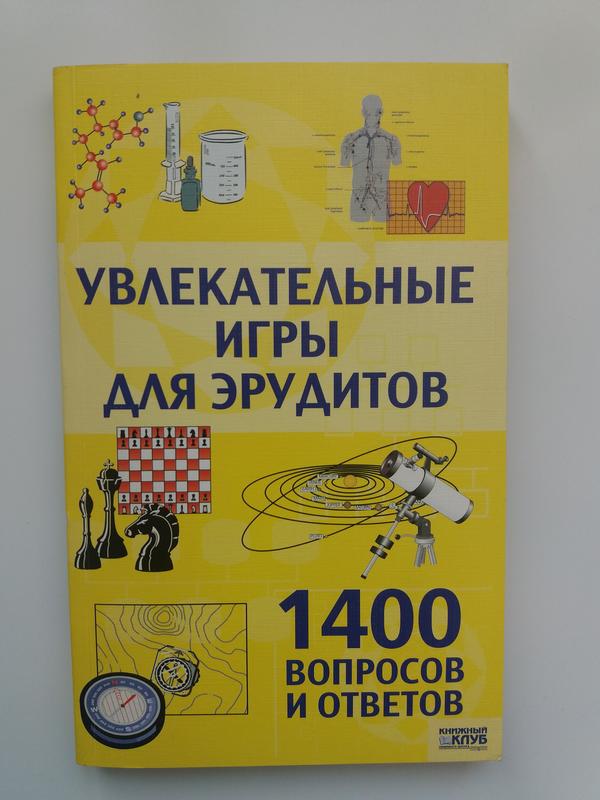 УВЛЕКАТЕЛЬНЫЕ
ИГРЫ
ДЛЯ ЭРУДИТОВ
1400
ВОПРОСОВ
И ОТВЕТОВ
КНИЖНЫЙ
КЛУБ